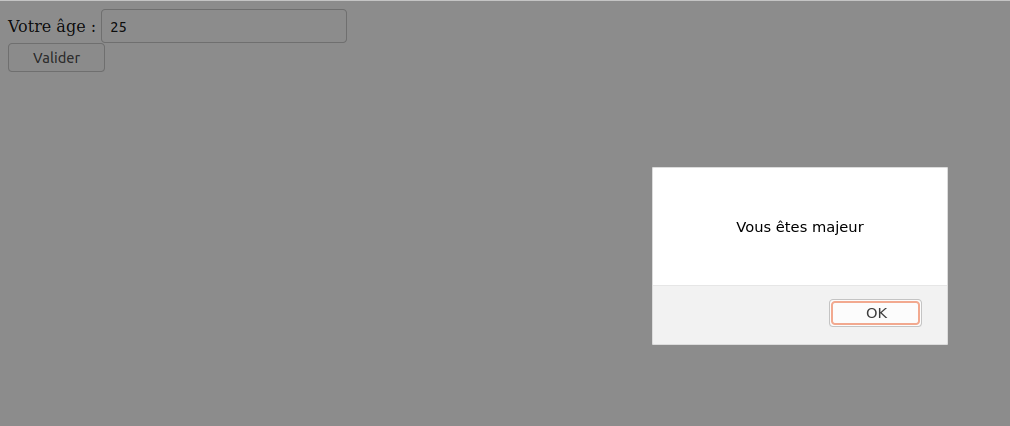 Votre âge : 25
Valider
Vous êtes majeur
OK